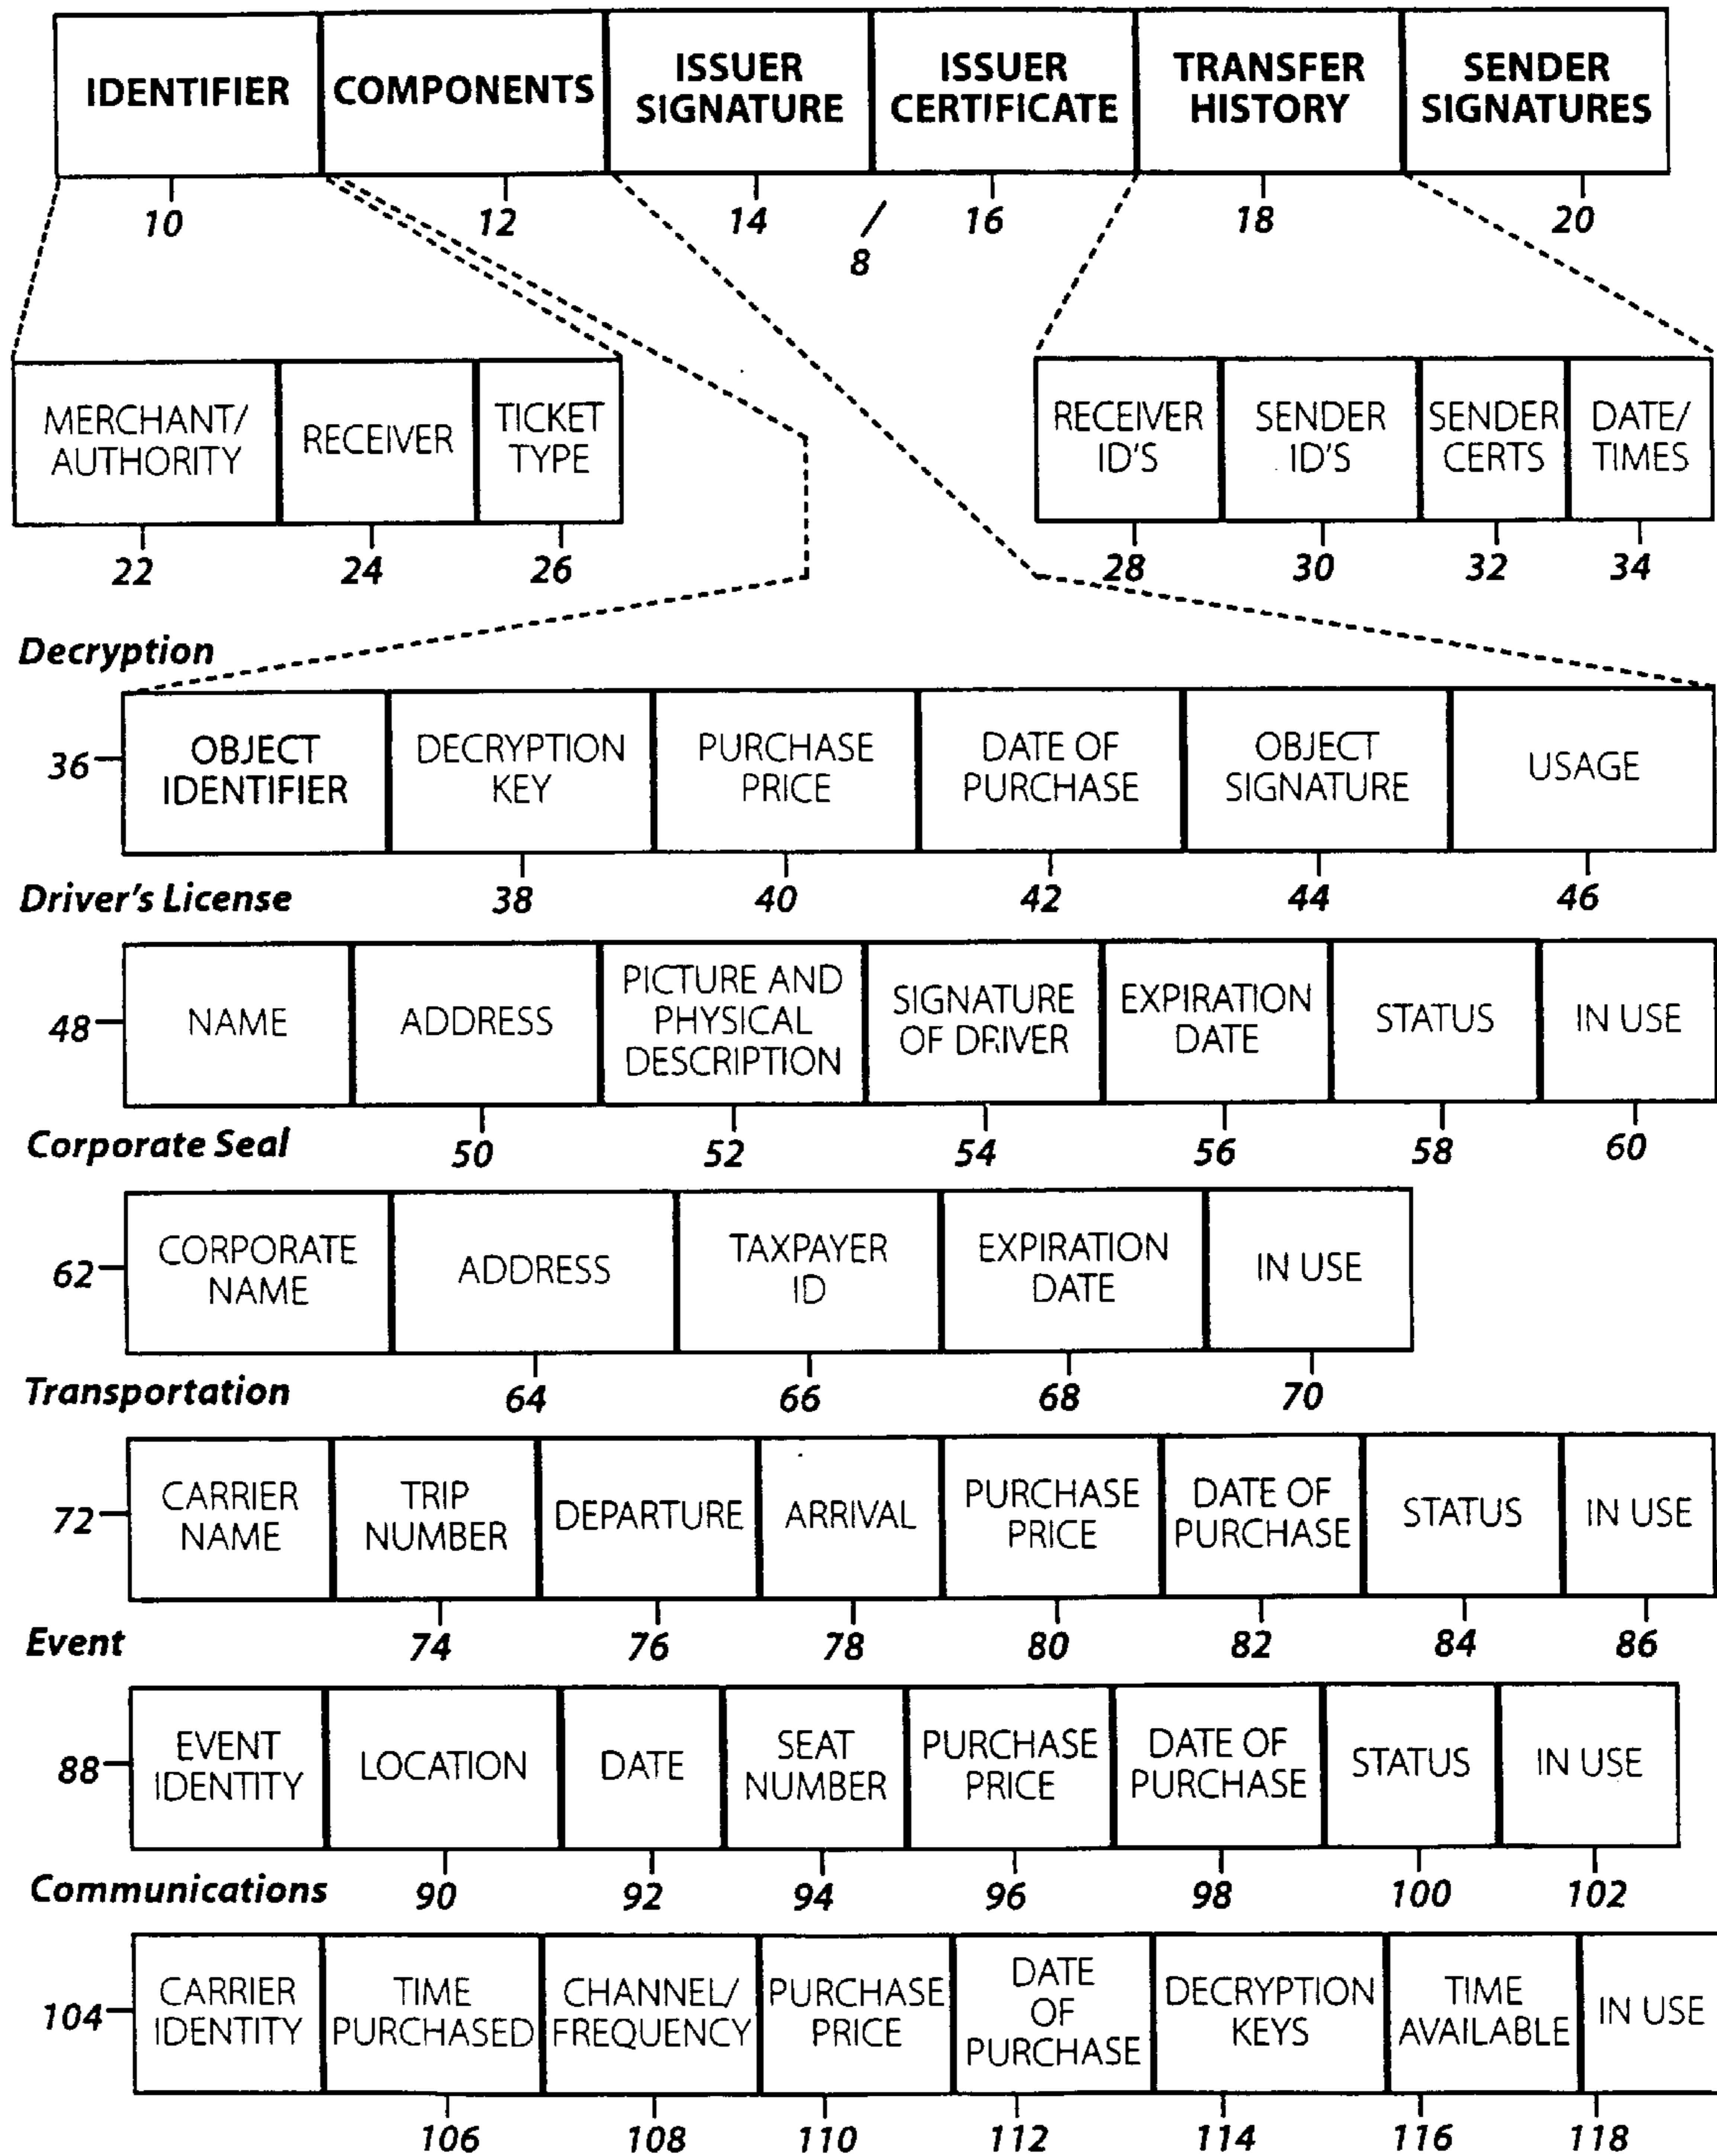 IDENTIFIER
COMPONENTS
ISSUER
SIGNATURE
ISSUER
CERTIFICATE
TRANSFER
HISTORY
SENDER
SIGNATURES
10
12
14
8
16
18
20
MERCHANT/
AUTHORITY
RECEIVER
TICKET
TYPE
RECEIVER
ID'S
SENDER
ID'S
SENDER
CERTS
DATE/
TIMES
22
24
26
28
30
32
34
Decryption
36
OBJECT
IDENTIFIER
DECRYPTION
KEY
PURCHASE
PRICE
DATE OF
PURCHASE
OBJECT
SIGNATURE
USAGE
38
40
42
44
46
Driver's License
48
NAME
ADDRESS
PICTURE AND
PHYSICAL
DESCRIPTION
SIGNATURE
OF DRIVER
EXPIRATION
DATE
STATUS
IN USE
50
52
54
56
58
60
Corporate Seal
62
CORPORATE
NAME
ADDRESS
TAXPAYER
ID
EXPIRATION
DATE
IN USE
64
66
68
70
Transportation
72
CARRIER
NAME
TRIP
NUMBER
DEPARTURE
ARRIVAL
PURCHASE
PRICE
DATE OF
PURCHASE
STATUS
IN USE
74
76
78
80
82
84
86
Event
88
EVENT
IDENTITY
LOCATION
DATE
SEAT
NUMBER
PURCHASE
PRICE
DATE OF
PURCHASE
STATUS
IN USE
90
92
94
96
98
100
102
Communications
104
CARRIER
IDENTITY
TIME
PURCHASED
CHANNEL/
FREQUENCY
PURCHASE
PRICE
DATE
OF
PURCHASE
DECRYPTION
KEYS
TIME
AVAILABLE
IN USE
106
108
110
112
114
116
118